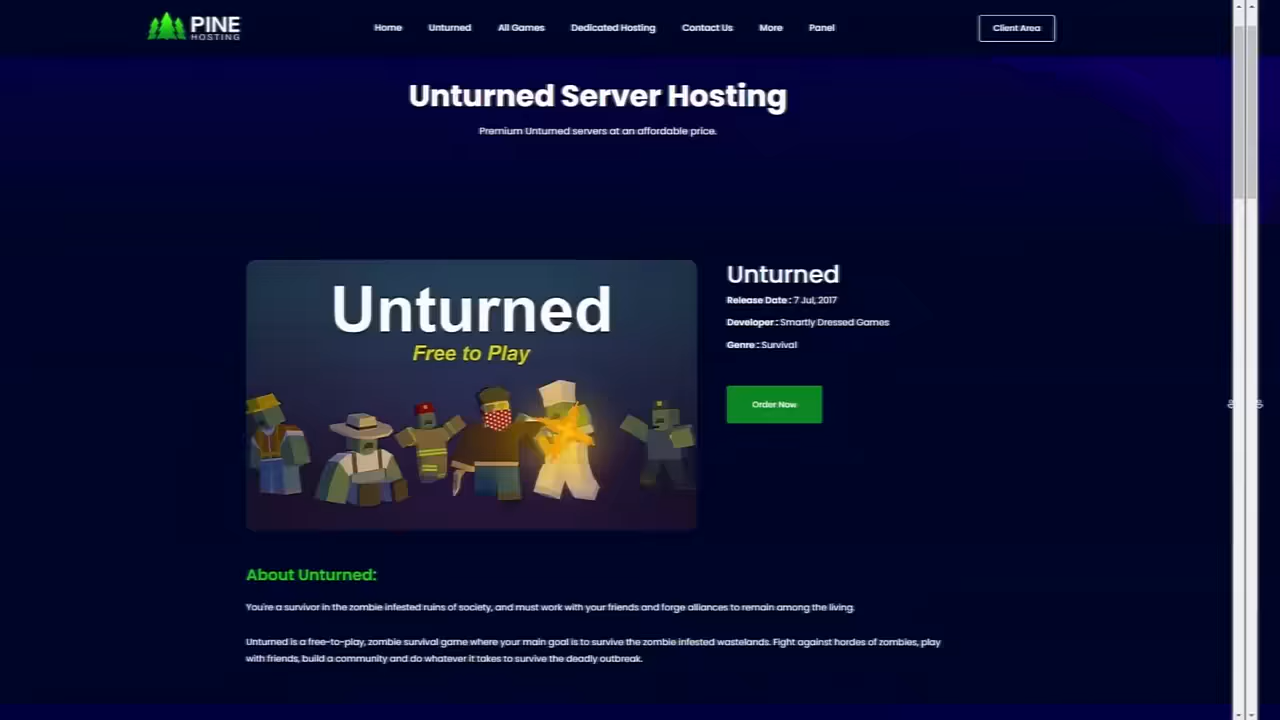 PINE
HOSTING
Home
Unturned
All Games
Dedicated Hosting
Contact Us
More
Panel
Client Area
Unturned Server Hosting
Premium Unturned servers at an affordable price.
Unturned
Free to Play
Unturned
Release Date : 7 Jul, 2017
Developer : Smartly Dressed Games
Genre : Survival
Order Now
About Unturned:
You're a survivor in the zombie infested ruins of society, and must work with your friends and forge alliances to remain among the living.
Unturned is a free-to-play, zombie survival game where your main goal is to survive the zombie infested wastelands. Fight against hordes of zombies, play
with friends, build a community and do whatever it takes to survive the deadly outbreak.